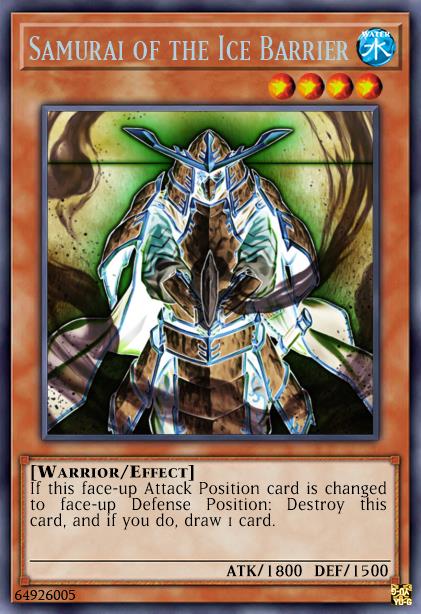 Samurai of the Ice Barrier
WATER
水
[Warrior/Effect]
If this face-up Attack Position card is changed
to face-up Defense Position: Destroy this
card, and if you do, draw 1 card.
ATK/1800 DEF/1500
64926005